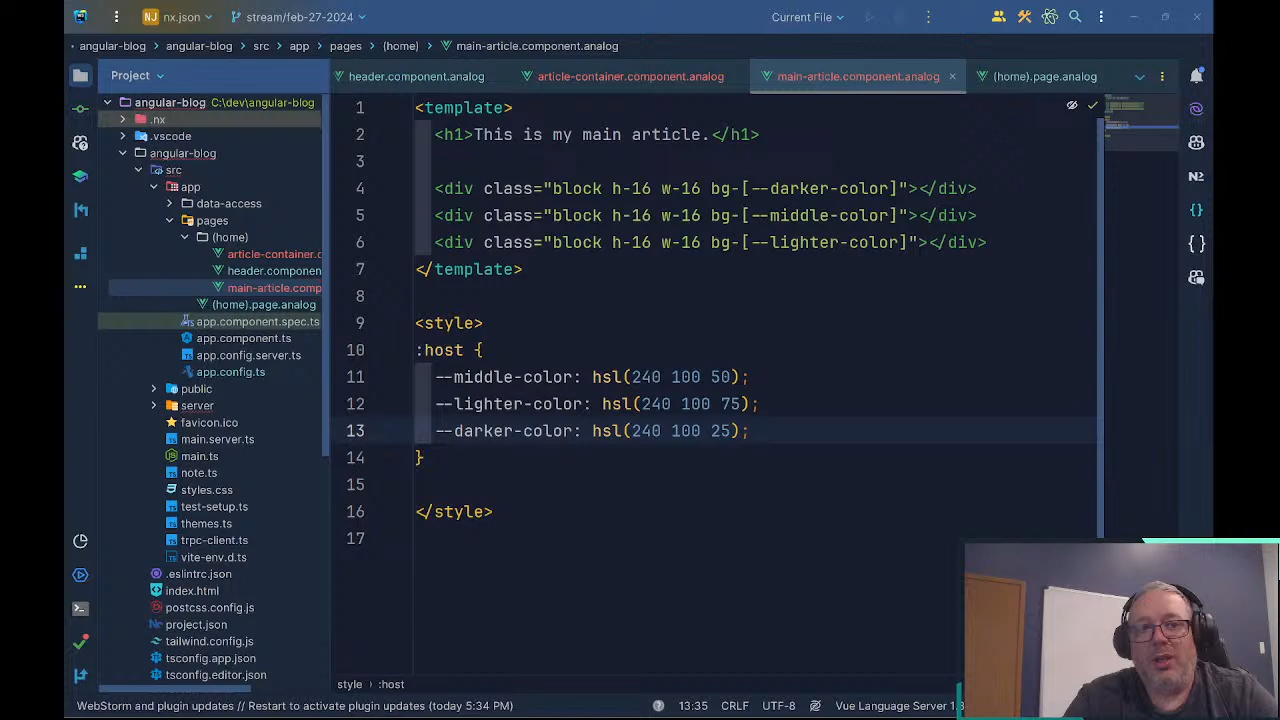 NJ nx.json stream/feb-27-2024 Current File
angular-blog angular-blog src app pages (home) main-article.component.analog
Project header.component.analog article-container.component.analog main-article.component.analog (home).page.analog
angular-blog C:\dev\angular-blog
.nx
.vscode
angular-blog
src
app
data-access
pages
(home)
article-container.c
header.component
main-article.comp
(home).page.analog
app.component.spec.ts
app.component.ts
app.config.server.ts
app.config.ts
public
server
favicon.ico
main.server.ts
main.ts
note.ts
styles.css
test-setup.ts
themes.ts
trpc-client.ts
vite-env.d.ts
.eslintrc.json
index.html
postcss.config.js
project.json
tailwind.config.js
tsconfig.app.json
tsconfig.editor.json
1 <template>
2 <h1>This is my main article.</h1>
3
4 <div class="block h-16 w-16 bg-[--darker-color]"></div>
5 <div class="block h-16 w-16 bg-[--middle-color]"></div>
6 <div class="block h-16 w-16 bg-[--lighter-color]"></div>
7 </template>
8
9 <style>
10 :host {
11 --middle-color: hsl(240 100 50);
12 --lighter-color: hsl(240 100 75);
13 --darker-color: hsl(240 100 25);
14 }
15
16 </style>
17
N2
style :host
WebStorm and plugin updates // Restart to activate plugin updates (today 5:34 PM) 13:35 CRLF UTF-8 Vue Language Server 1.8